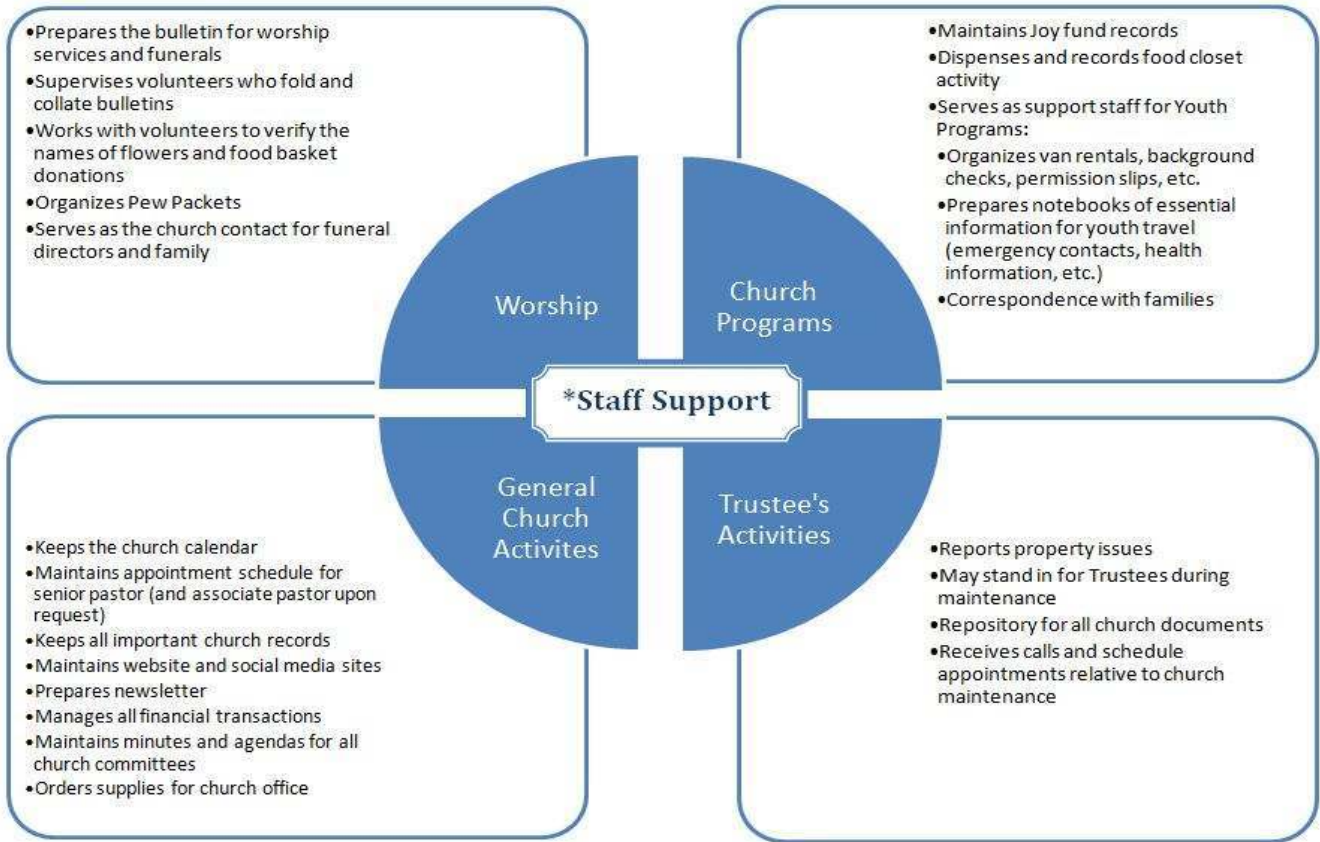 •Prepares the bulletin for worship
services and funerals
•Supervises volunteers who fold and
collate bulletins
•Works with volunteers to verify the
names of flowers and food basket
donations
•Organizes Pew Packets
•Serves as the church contact for funeral
directors and family
•Maintains Joy fund records
•Dispenses and records food closet
activity
•Serves as support staff for Youth
Programs:
•Organizes van rentals, background
checks, permission slips, etc.
•Prepares notebooks of essential
information for youth travel
(emergency contacts, health
information, etc.)
•Correspondence with families
Worship
Church
Programs
*Staff Support
General
Church
Activites
Trustee's
Activities
•Keeps the church calendar
•Maintains appointment schedule for
senior pastor (and associate pastor upon
request)
•Keeps all important church records
•Maintains website and social media sites
•Prepares newsletter
•Manages all financial transactions
•Maintains minutes and agendas for all
church committees
•Orders supplies for church office
•Reports property issues
•May stand in for Trustees during
maintenance
•Repository for all church documents
•Receives calls and schedule
appointments relative to church
maintenance